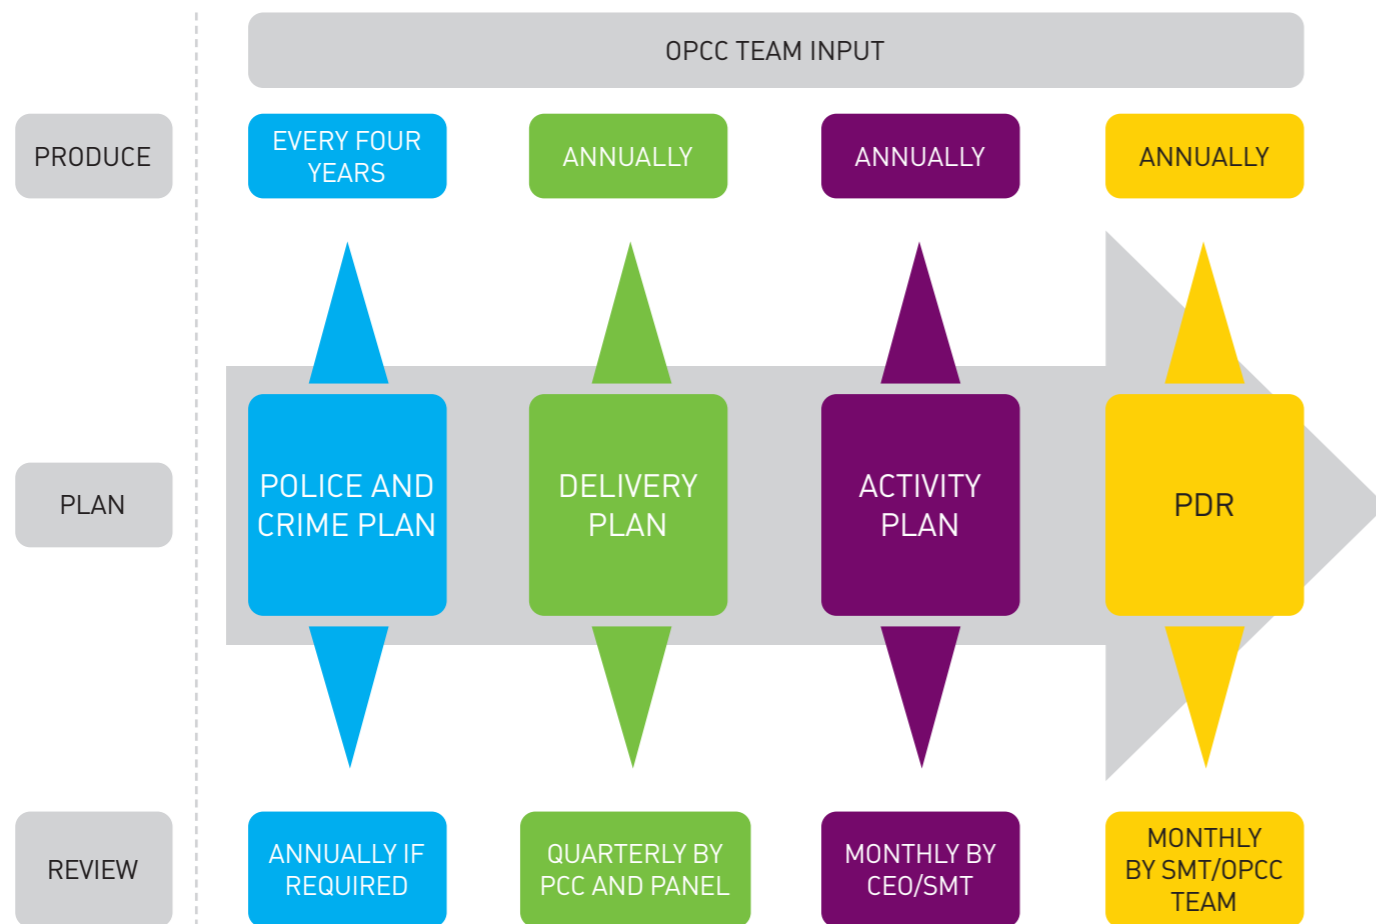 OPCC TEAM INPUT
PRODUCE
EVERY FOUR
YEARS
ANNUALLY
ANNUALLY
ANNUALLY
PLAN
POLICE AND
CRIME PLAN
DELIVERY
PLAN
ACTIVITY
PLAN
PDR
REVIEW
ANNUALLY IF
REQUIRED
QUARTERLY BY
PCC AND PANEL
MONTHLY BY
CEO/SMT
MONTHLY
BY SMT/OPCC
TEAM